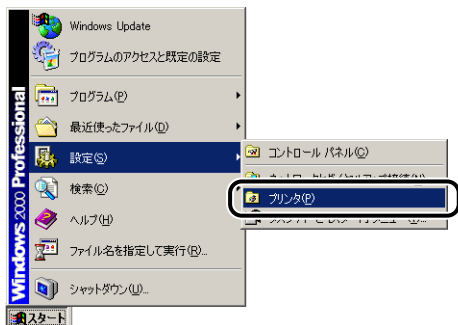 Windows Update
プログラムのアクセスと既定の設定
プログラム(P)
最近使ったファイル(D)
設定(S)
検索(C)
ヘルプ(H)
ファイル名を指定して実行(R)...
シャットダウン(U)...
コントロール パネル(C)
プリンタ(P)
Windows 2000 Professional
スタート